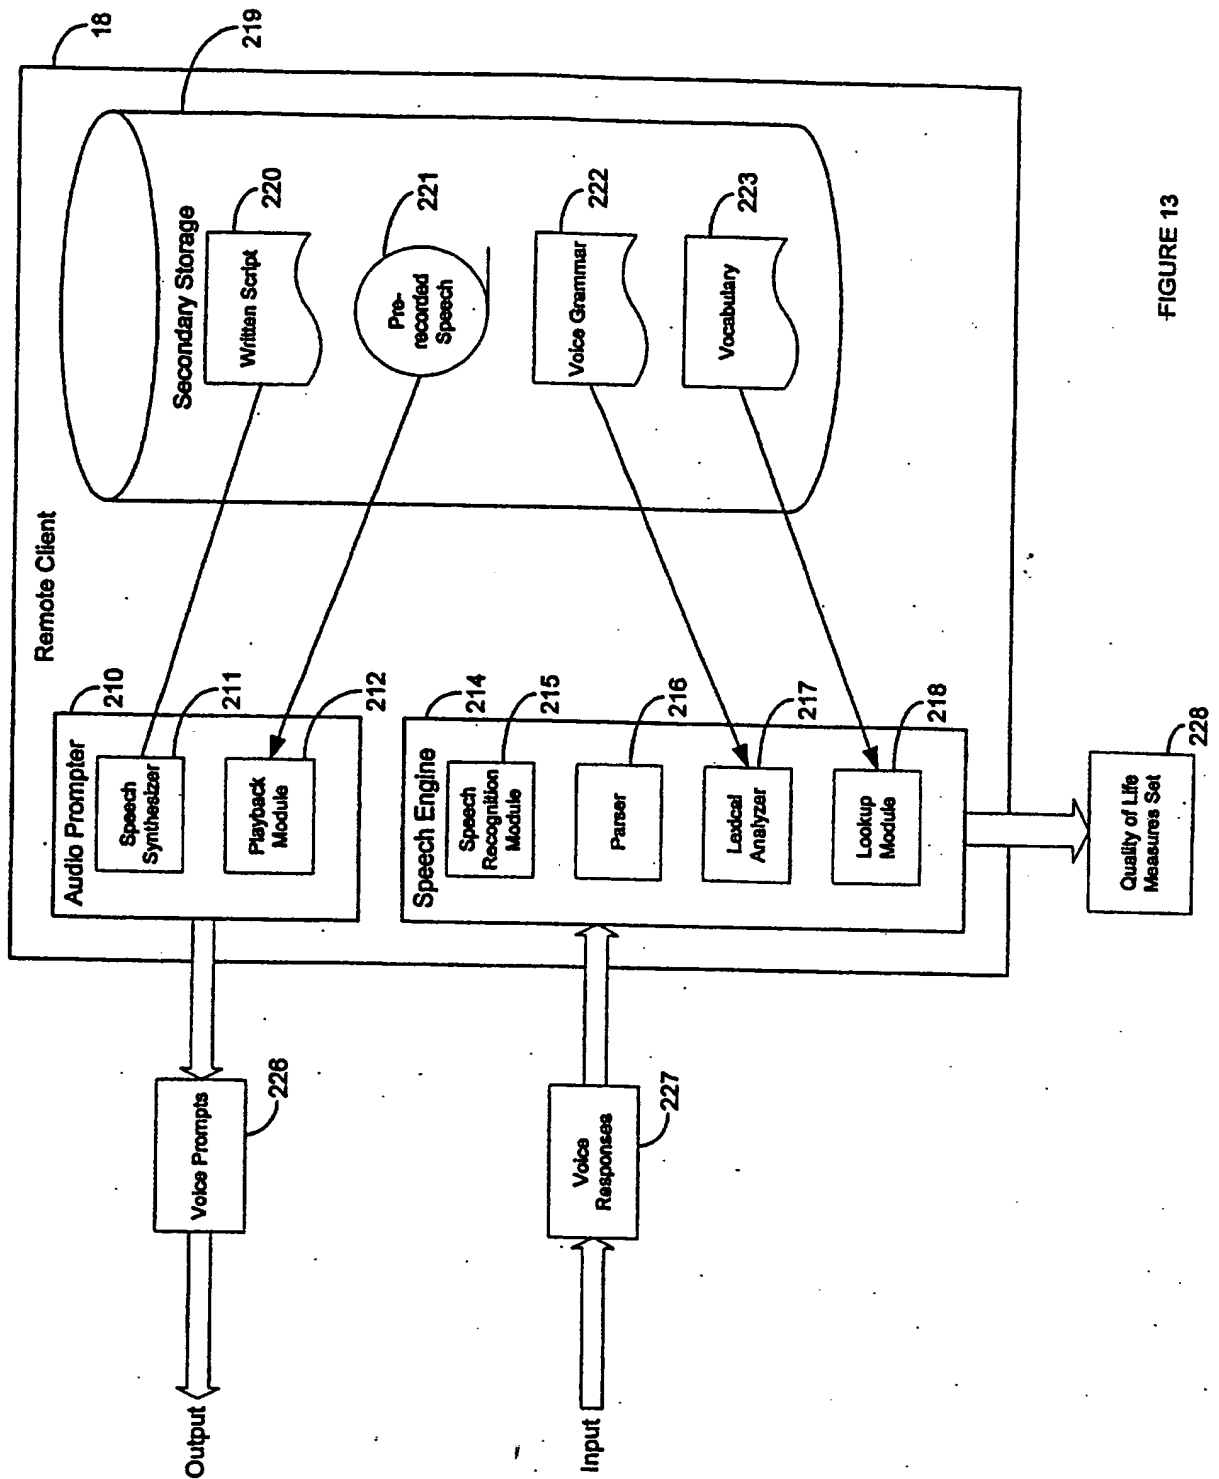 Remote Client
18
Audio Prompter
210
Speech
Synthesizer
211
Playback
Module
212
Speech Engine
214
Speech
Recognition
Module
215
Parser
216
Lexical
Analyzer
217
Lookup
Module
218
Secondary Storage
219
Written Script
220
Pre-
recorded
Speech
221
Voice Grammar
222
Vocabulary
223
Output
Voice Prompts
226
Input
Voice
Responses
227
Quality of Life
Measures Set
228
FIGURE 13